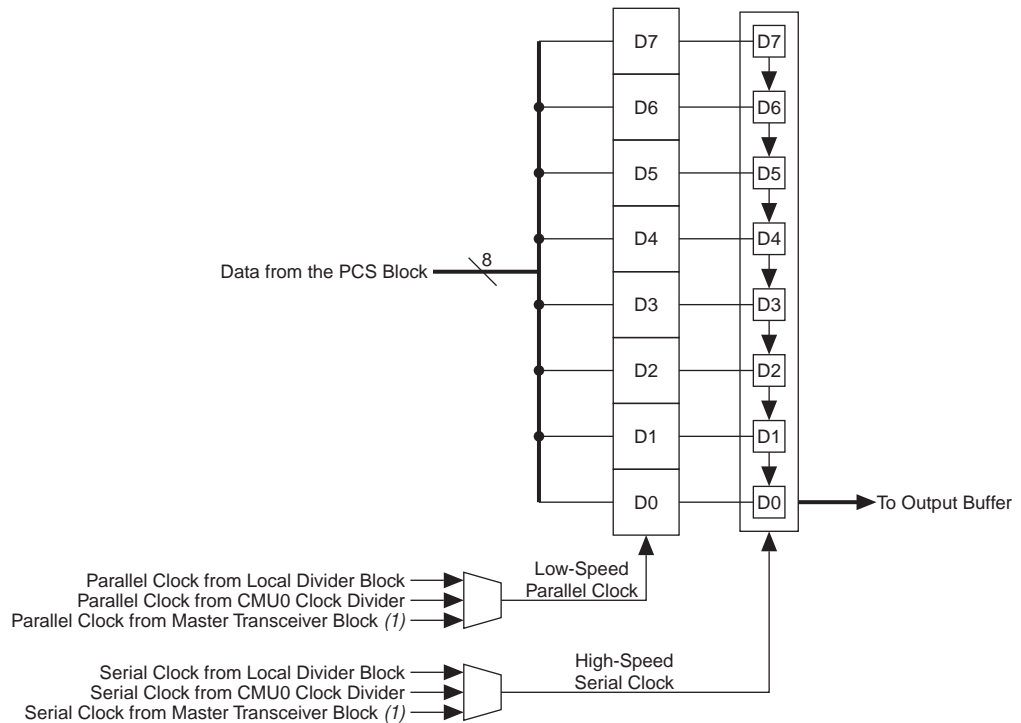 D7
D7
D6
D6
D5
D5
D4
D4
8
Data from the PCS Block
D3
D3
D2
D2
D1
D1
D0
D0
To Output Buffer
Low-Speed
Parallel Clock
Parallel Clock from Local Divider Block
Parallel Clock from CMU0 Clock Divider
Parallel Clock from Master Transceiver Block (1)
High-Speed
Serial Clock
Serial Clock from Local Divider Block
Serial Clock from CMU0 Clock Divider
Serial Clock from Master Transceiver Block (1)